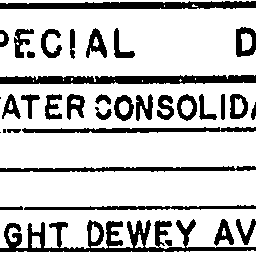 PECIAL D
ATER CONSOLIDA
GHT DEWEY AV